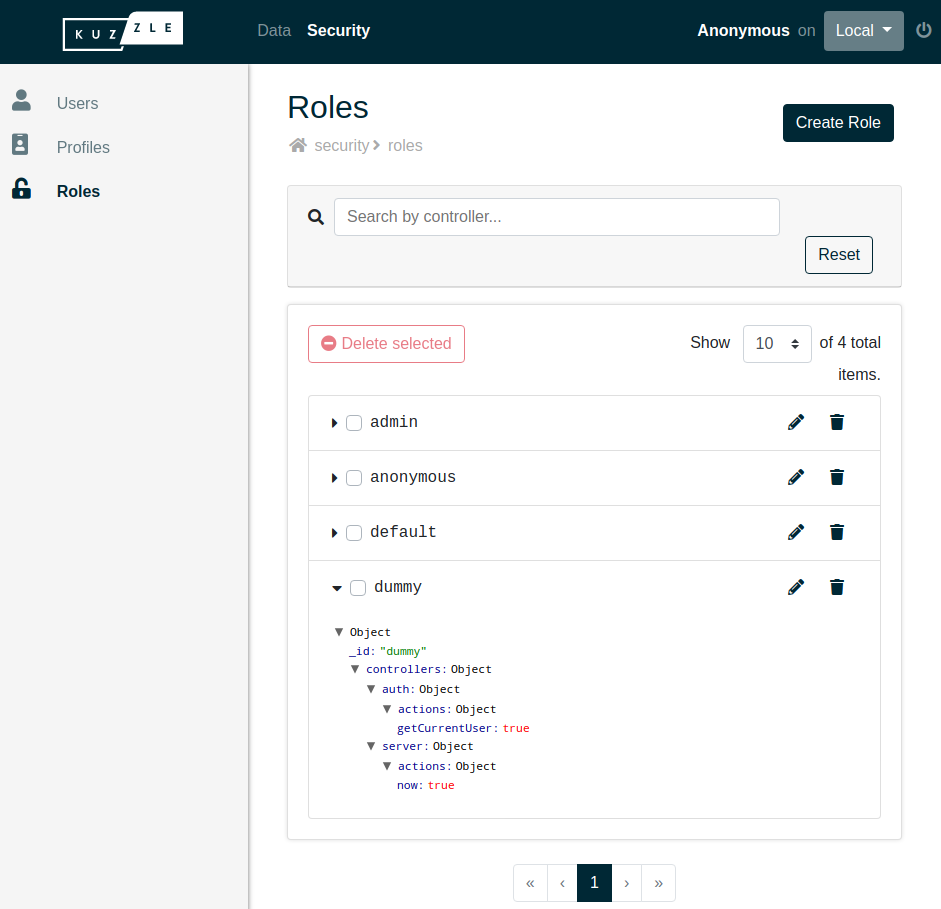 KUZZLE Data Security Anonymous on Local
Users
Profiles
Roles
Roles
Create Role
security roles
Search by controller...
Reset
Delete selected Show 10 of 4 total
items.
admin
anonymous
default
dummy
Object
_id: "dummy"
controllers: Object
auth: Object
actions: Object
getCurrentUser: true
server: Object
actions: Object
now: true
« ‹ 1 › »